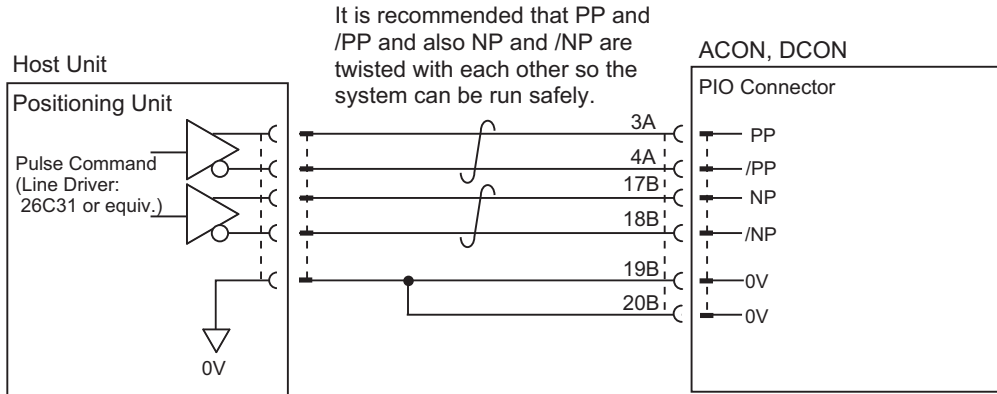 It is recommended that PP and
/PP and also NP and /NP are
twisted with each other so the
system can be run safely.
Host Unit
ACON, DCON
Positioning Unit
PIO Connector
Pulse Command
(Line Driver:
26C31 or equiv.)
3A
PP
4A
/PP
17B
NP
18B
/NP
19B
0V
20B
0V
0V